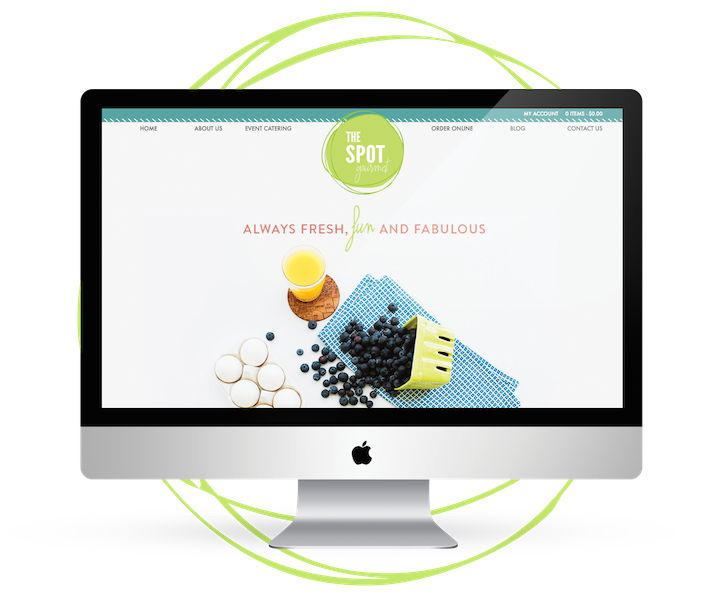 MY ACCOUNT 0 ITEMS - $0.00
HOME ABOUT US EVENT CATERING ORDER ONLINE BLOG CONTACT US
THE
SPOT
gourmet
ALWAYS FRESH, fun AND FABULOUS